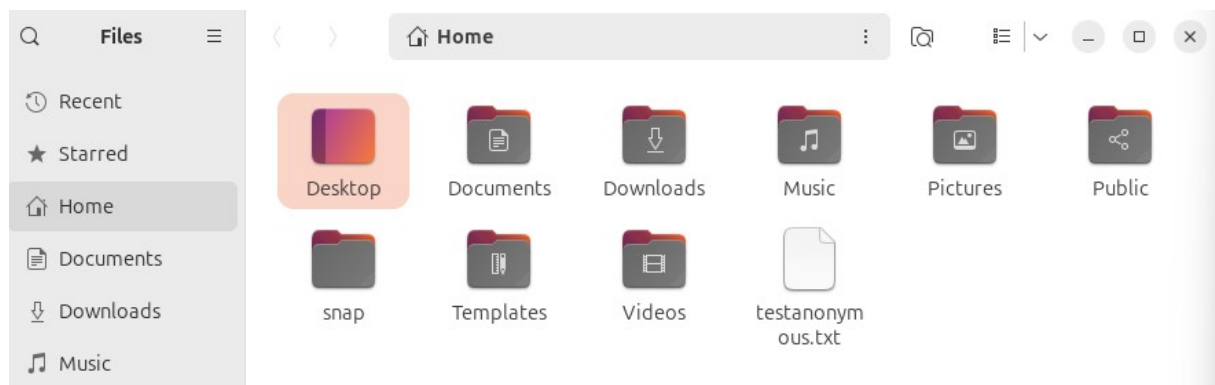 Files
Home
Recent
Starred
Home
Documents
Downloads
Music
Desktop
Documents
Downloads
Music
Pictures
Public
snap
Templates
Videos
testanonym
ous.txt